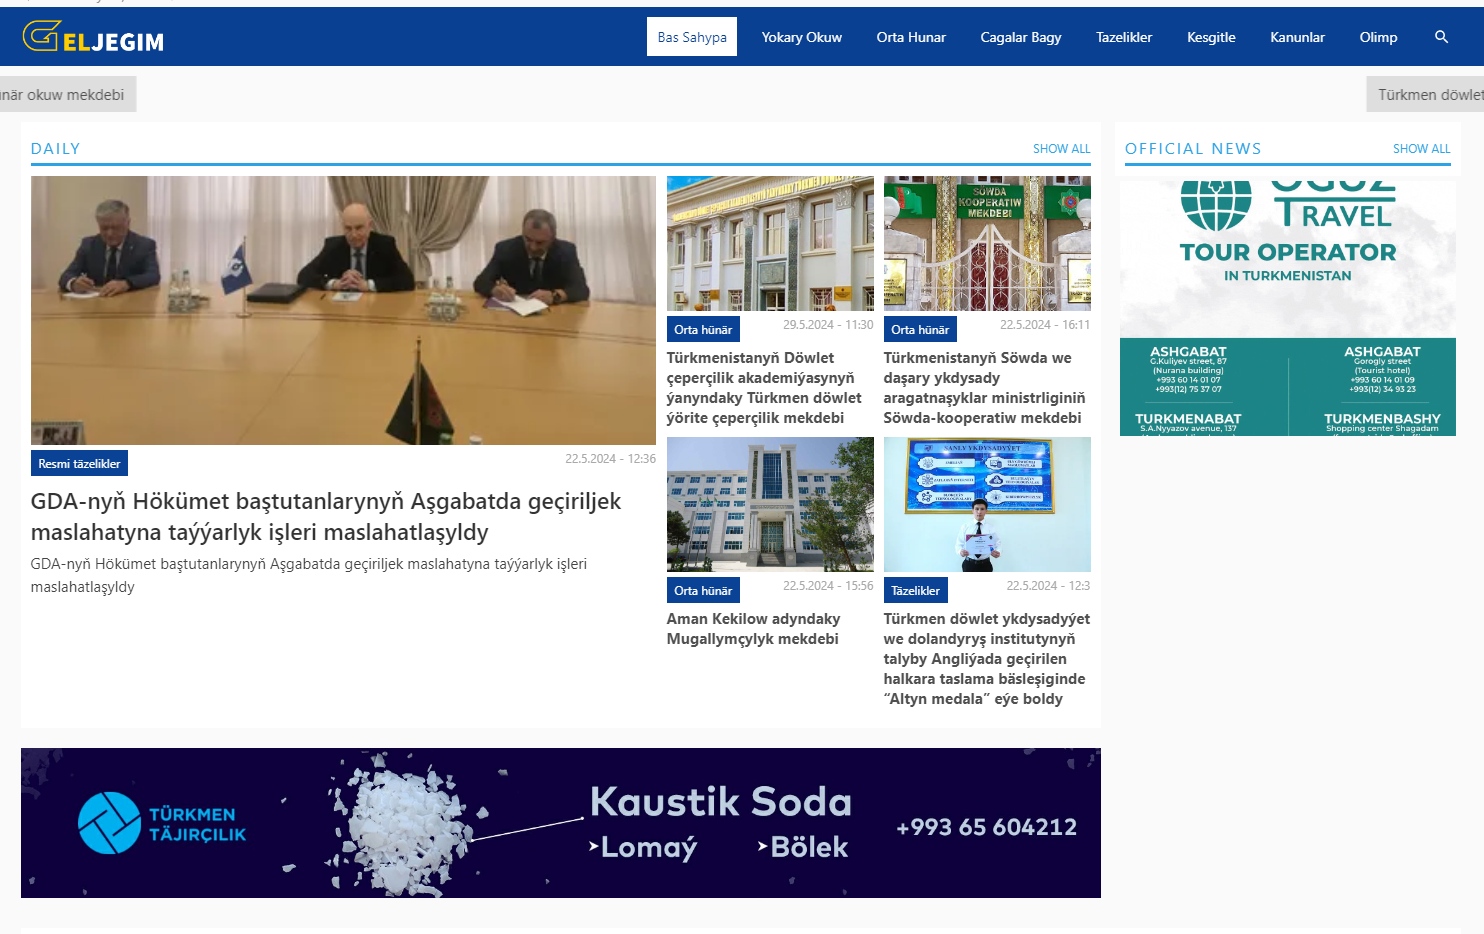 GELJEGIM
Bas Sahypa
Yokary Okuw
Orta Hunar
Cagalar Bagy
Tazelikler
Kesgitle
Kanunlar
Olimp
okuw mekdebi
Türkmen döwlet
DAILY
SHOW ALL
Resmi täzelikler
22.5.2024 - 12:36
GDA-nyň Hökümet baştutanlarynyň Aşgabatda geçiriljek
maslahatyna taýýarlyk işleri maslahatlaşyldy
GDA-nyň Hökümet baştutanlarynyň Aşgabatda geçiriljek maslahatyna taýýarlyk işleri
maslahatlaşyldy
Orta hünär
29.5.2024 - 11:30
Türkmenistanyň Döwlet
çeperçilik akademiýasynyň
ýanyndaky Türkmen döwlet
ýörite çeperçilik mekdebi
SÖWDA
KOOPERATIW
MEKDEBI
Orta hünär
22.5.2024 - 16:11
Türkmenistanyň Söwda we
daşary ykdysady
aragatnaşyklar ministrliginiň
Söwda-kooperatiw mekdebi
Orta hünär
22.5.2024 - 15:56
Aman Kekilow adyndaky
Mugallymçylyk mekdebi
SANLY YKDYSADYÝET
Täzelikler
22.5.2024 - 12:3
Türkmen döwlet ykdysadyýet
we dolandyryş institutynyň
talyby Angliýada geçirilen
halkara taslama bäsleşiginde
“Altyn medala” eýe boldy
OFFICIAL NEWS
SHOW ALL
OGUZ
TRAVEL
TOUR OPERATOR
IN TURKMENISTAN
ASHGABAT
G.Kuliyev street, 87
(Nurana building)
+993 60 14 01 07
+993(12) 75 37 07
TURKMENABAT
S.A.Nyyazov avenue, 137
ASHGABAT
Gorogly street
(Tourist hotel)
+993 60 14 01 09
+993(12) 34 93 23
TURKMENBASHY
Shopping center Shagadam
TÜRKMEN
TÄJIRÇILIK
Kaustik Soda
Lomaý
Bölek
+993 65 604212